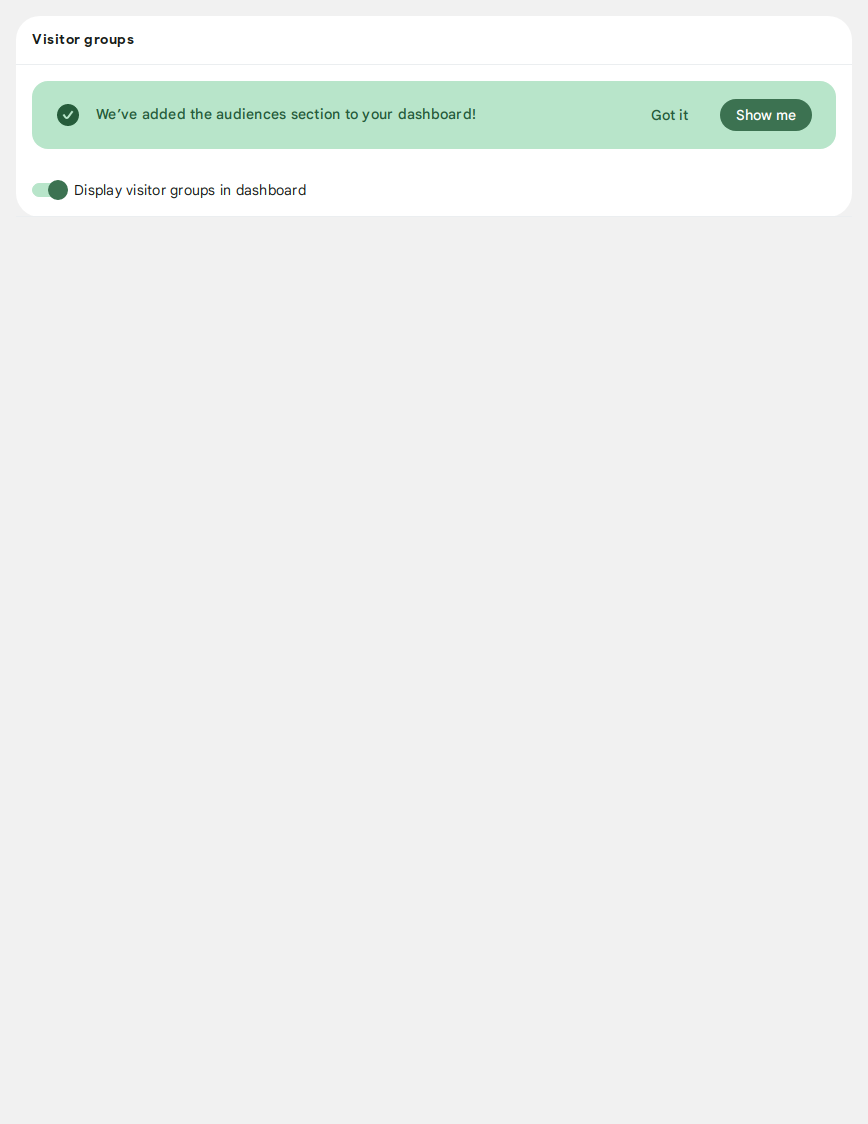 Visitor groups
We’ve added the audiences section to your dashboard!
Got it
Show me
Display visitor groups in dashboard